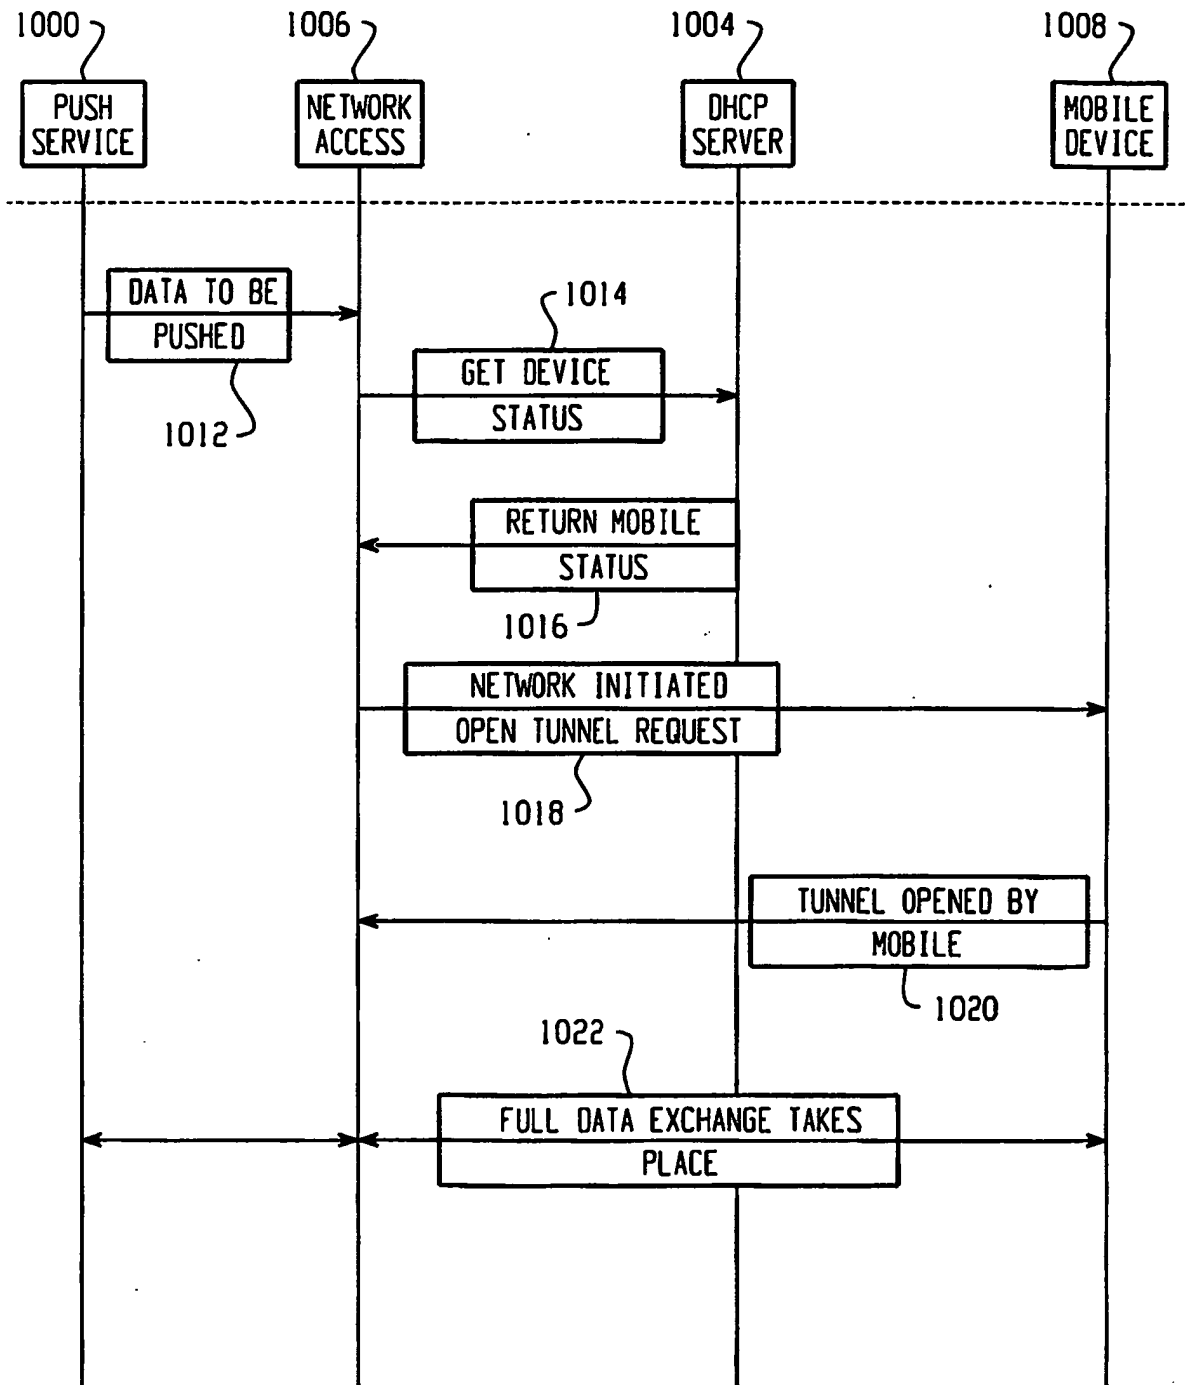 1000
1006
1004
1008
PUSH
SERVICE
NETWORK
ACCESS
DHCP
SERVER
MOBILE
DEVICE
DATA TO BE
PUSHED
1012
1014
GET DEVICE
STATUS
RETURN MOBILE
STATUS
1016
NETWORK INITIATED
OPEN TUNNEL REQUEST
1018
TUNNEL OPENED BY
MOBILE
1020
1022
FULL DATA EXCHANGE TAKES
PLACE